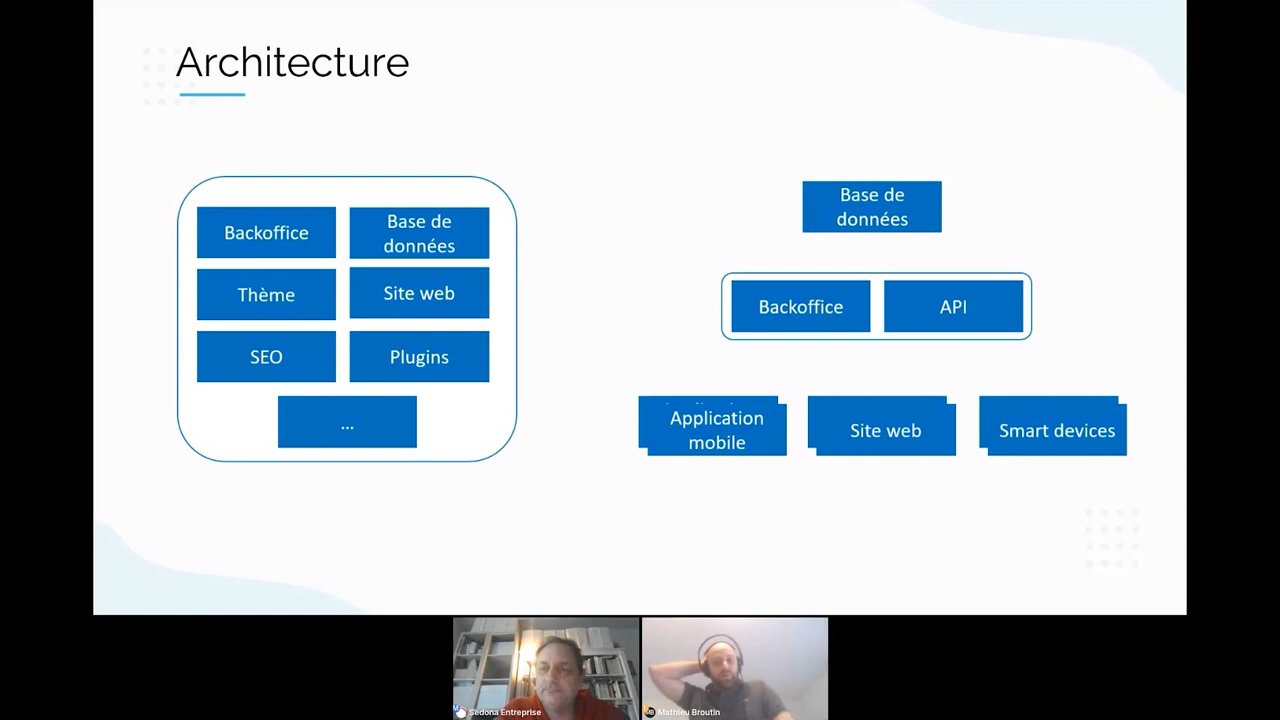 Architecture
Backoffice
Base de
données
Thème
Site web
SEO
Plugins
...
Base de
données
Backoffice
API
Application
mobile
Site web
Smart devices
Sedona Entreprise
Mathieu Broutin